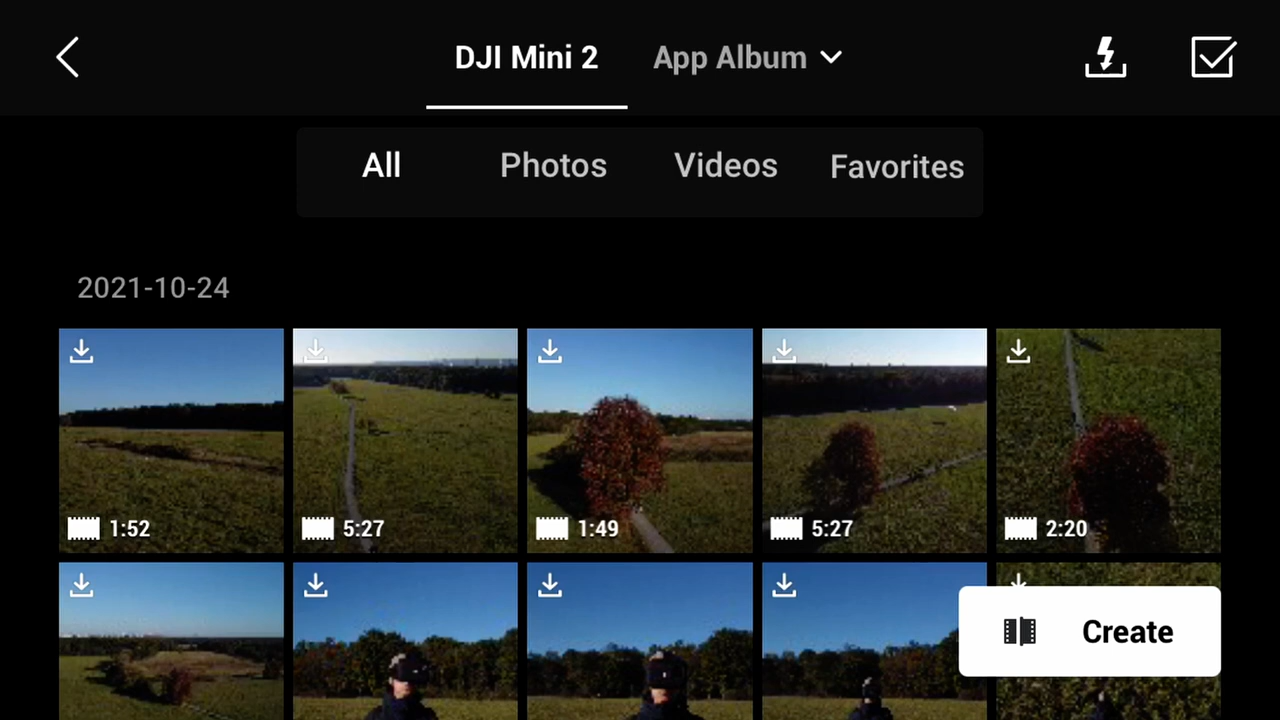 DJI Mini 2 App Album
All Photos Videos Favorites
2021-10-24
1:52 5:27 1:49 5:27 2:20
Create